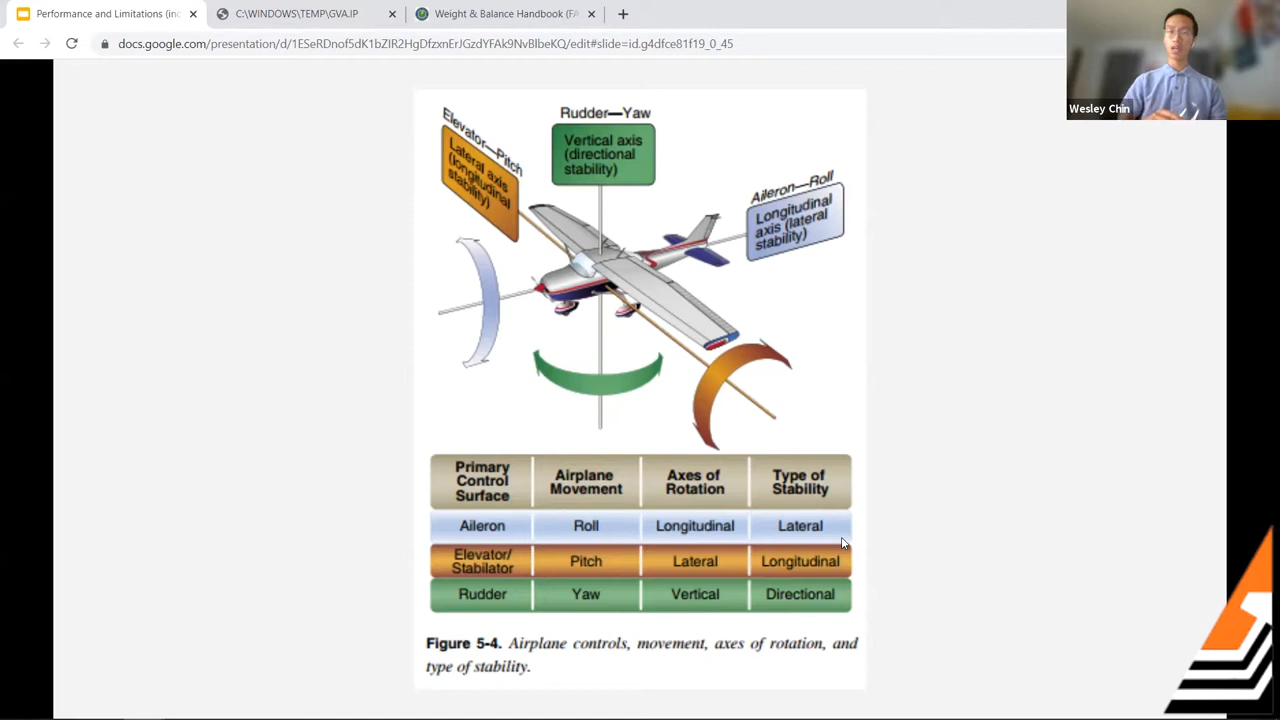 Performance and Limitations (inc
C:\WINDOWS\TEMP\GVA.IP
Weight & Balance Handbook (FA
docs.google.com/presentation/d/1ESeRDnof5dK1bZIR2HgDfzxnErJGzdYFAk9NvBlbeKQ/edit#slide=id.g4dfce81f19_0_45
Wesley Chin
Elevator—Pitch
Lateral axis
(longitudinal
stability)
Rudder—Yaw
Vertical axis
(directional
stability)
Aileron—Roll
Longitudinal
axis (lateral
stability)
Primary
Control
Surface
Airplane
Movement
Axes of
Rotation
Type of
Stability
Aileron Roll Longitudinal Lateral
Elevator/
Stabilator
Pitch Lateral Longitudinal
Rudder Yaw Vertical Directional
Figure 5-4. Airplane controls, movement, axes of rotation, and
type of stability.